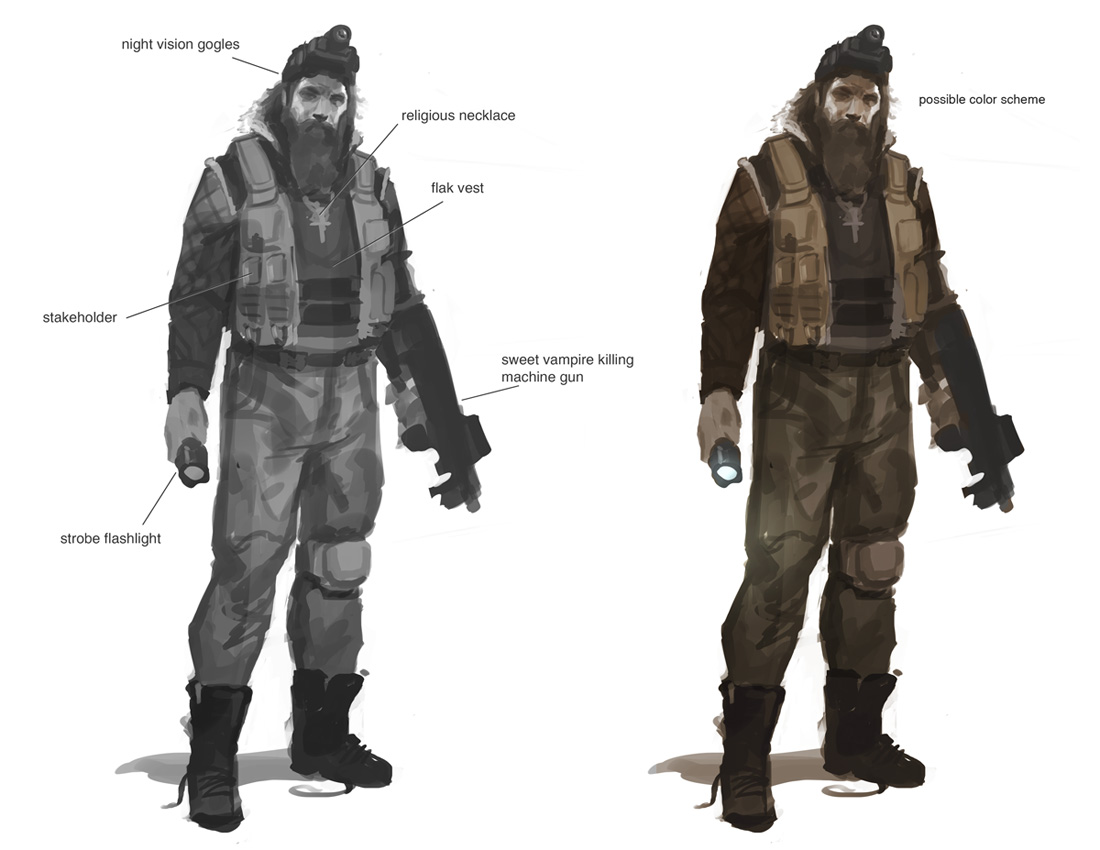 night vision gogles
religious necklace
possible color scheme
flak vest
stakeholder
sweet vampire killing
machine gun
strobe flashlight